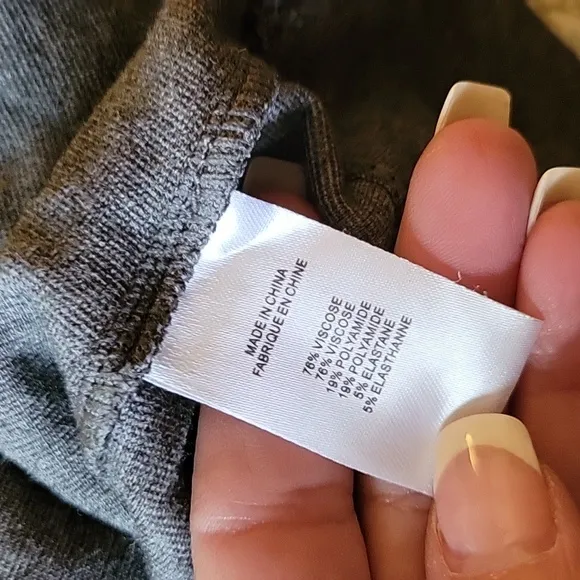 MADE IN CHINA
FABRIQUE EN CHINE
76% VISCOSE
76% VISCOSE
19% POLYAMIDE
19% POLYAMIDE
5% ELASTANE
5% ELASTHANNE